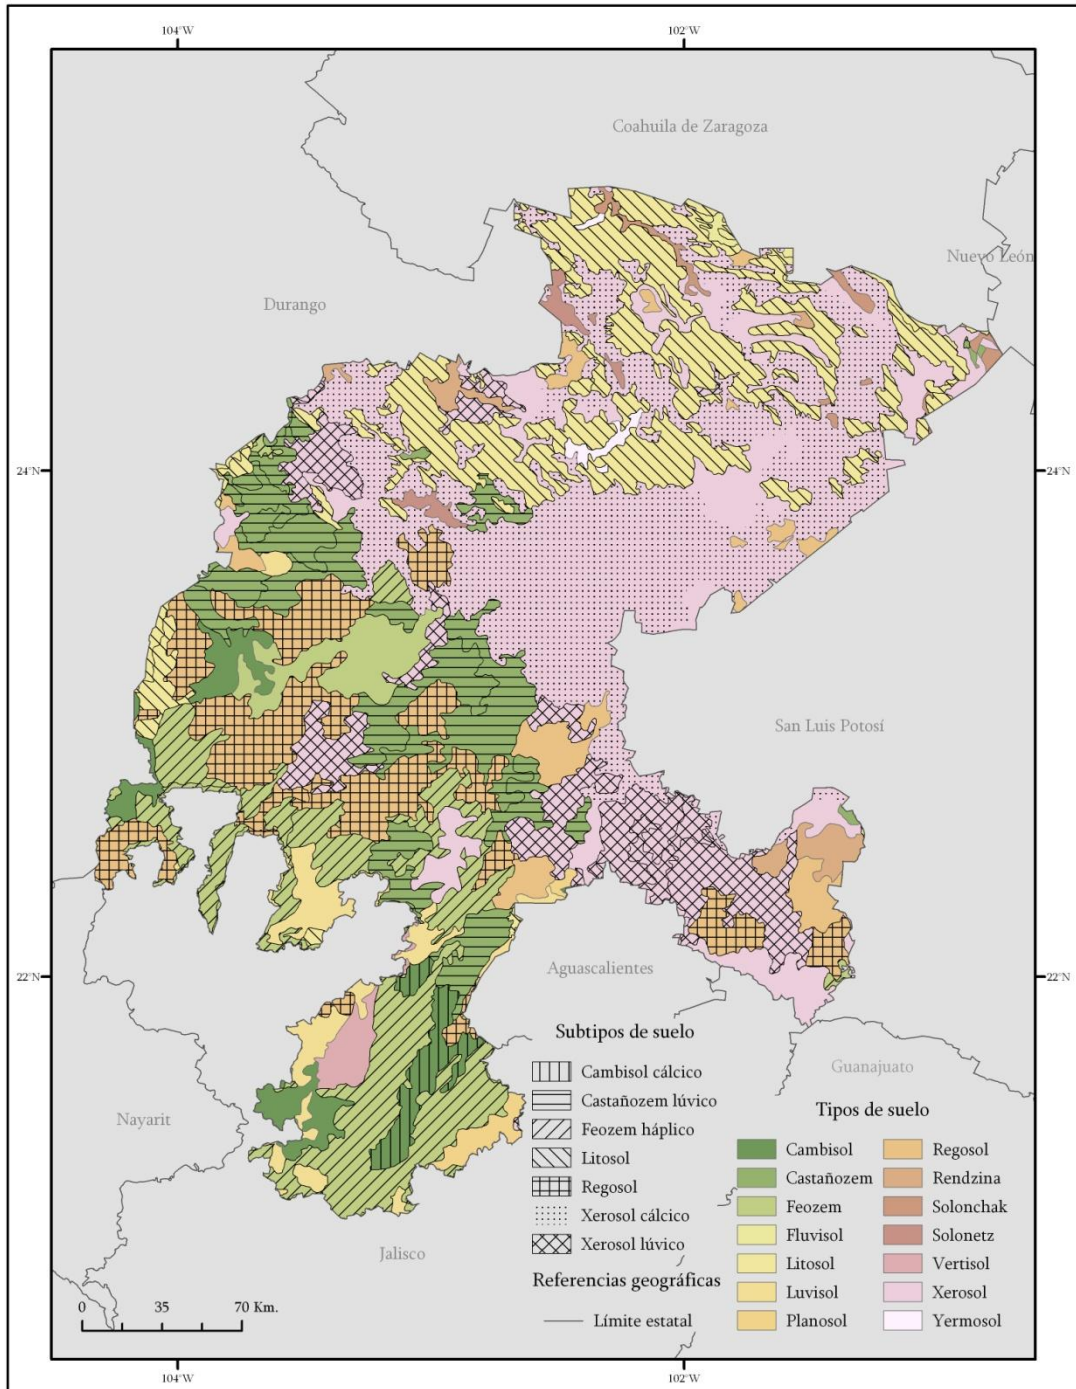 104°W
102°W
Coahuila de Zaragoza
Nuevo León
Durango
24°N
24°N
San Luis Potosí
22°N
22°N
Aguascalientes
Guanajuato
Nayarit
Jalisco
Subtipos de suelo
Cambisol cálcico
Castañozem lúvico
Feozem háplico
Litosol
Regosol
Xerosol cálcico
Xerosol lúvico
Referencias geográficas
Límite estatal
Tipos de suelo
Cambisol
Castañozem
Feozem
Fluvisol
Litosol
Luvisol
Planosol
Regosol
Rendzina
Solonchak
Solonetz
Vertisol
Xerosol
Yermosol
0 35 70 Km.
104°W
102°W